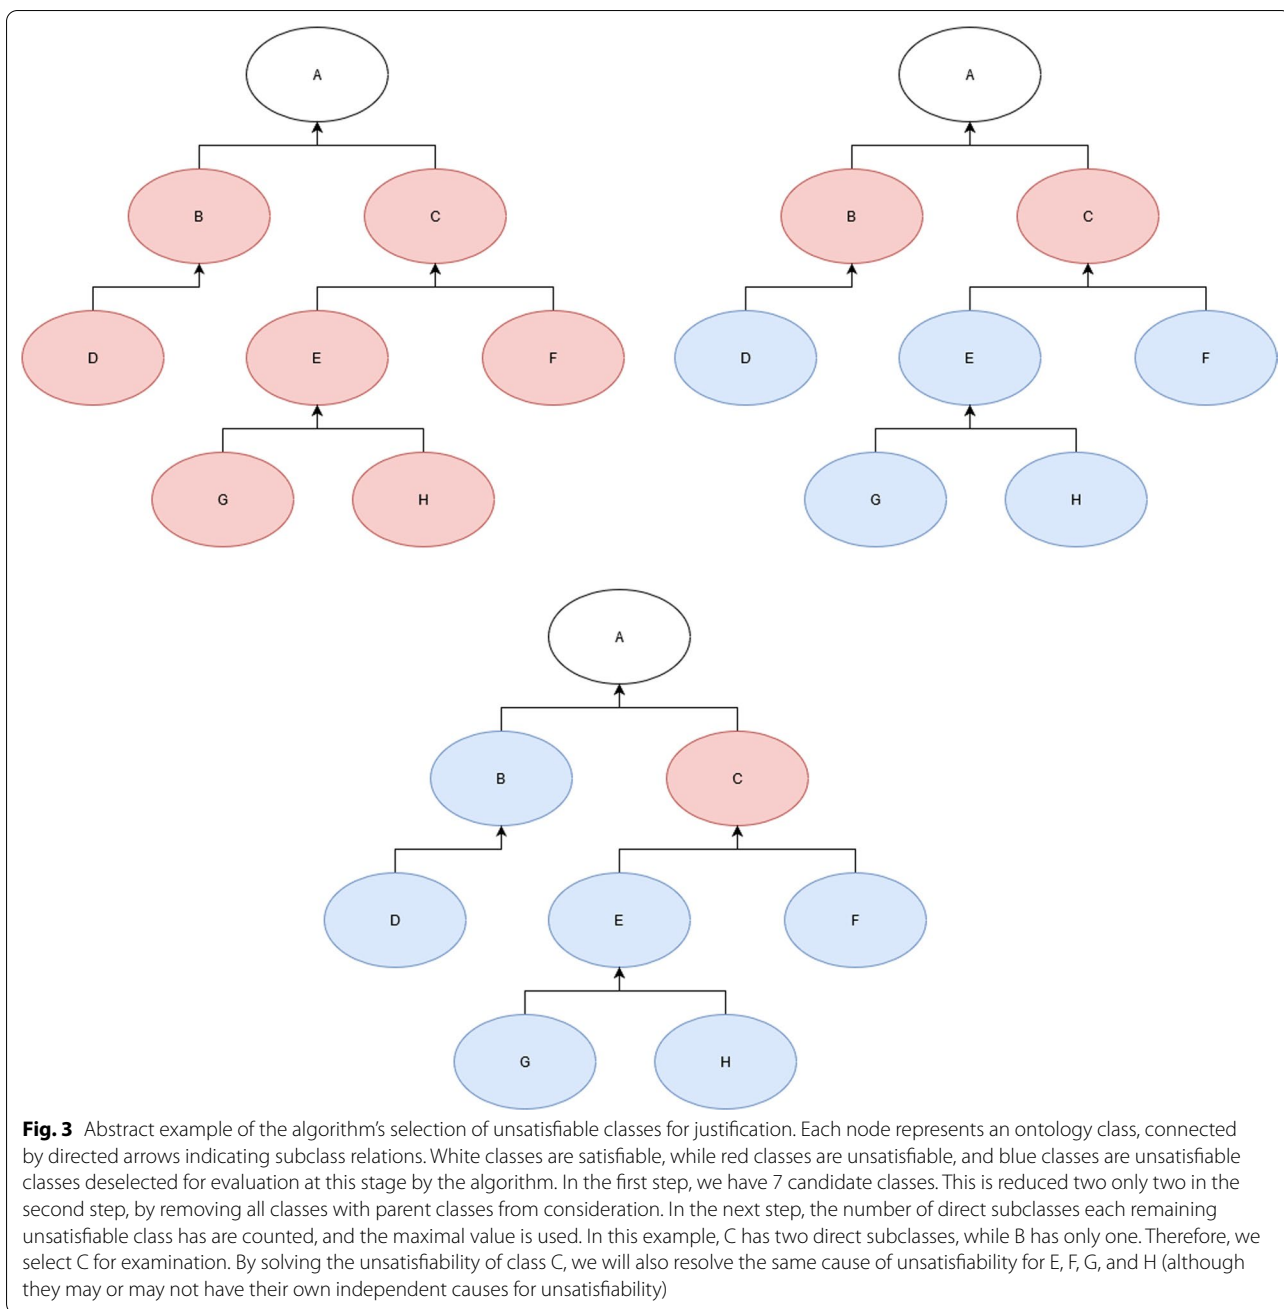 A
A
B
C
B
C
D
E
F
D
E
F
G
H
G
H
A
B
C
D
E
F
G
H
Fig. 3 Abstract example of the algorithm's selection of unsatisfiable classes for justification. Each node represents an ontology class, connected
by directed arrows indicating subclass relations. White classes are satisfiable, while red classes are unsatisfiable, and blue classes are unsatisfiable
classes deselected for evaluation at this stage by the algorithm. In the first step, we have 7 candidate classes. This is reduced two only two in the
second step, by removing all classes with parent classes from consideration. In the next step, the number of direct subclasses each remaining
unsatisfiable class has are counted, and the maximal value is used. In this example, C has two direct subclasses, while B has only one. Therefore, we
select C for examination. By solving the unsatisfiability of class C, we will also resolve the same cause of unsatisfiability for E, F, G, and H (although
they may or may not have their own independent causes for unsatisfiability)